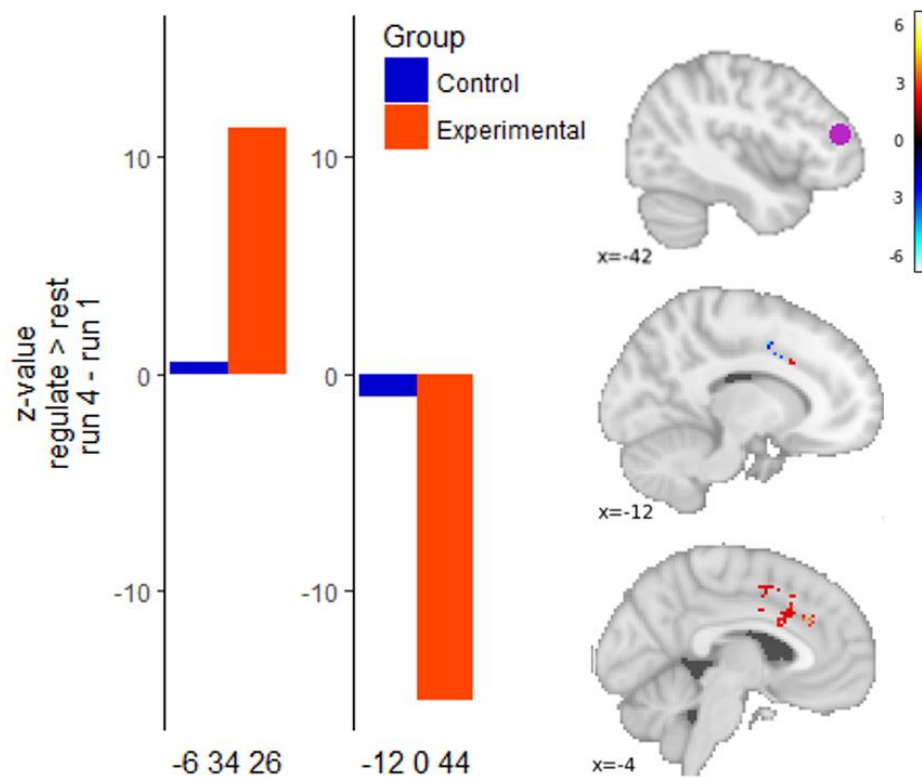 Group
Control
Experimental
10
0
-10
10
0
-10
z-value
regulate > rest
run 4 - run 1
-6 34 26
-12 0 44
6
3
0
3
-6
x=-42
x=-12
x=-4